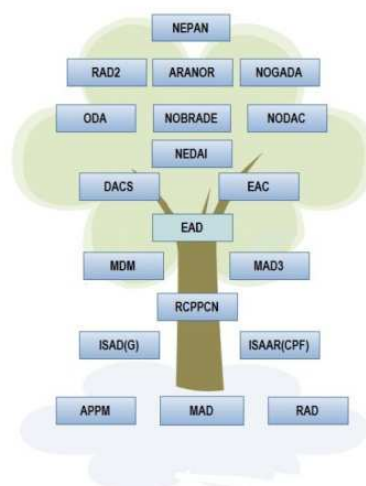 NEPAN
RAD2 ARANOR NOGADA
ODA NOBRADE NODAC
NEDAI
DACS EAC
EAD
MDM MAD3
RCPPCN
ISAD(G) ISAAR(CPF)
APPM MAD RAD